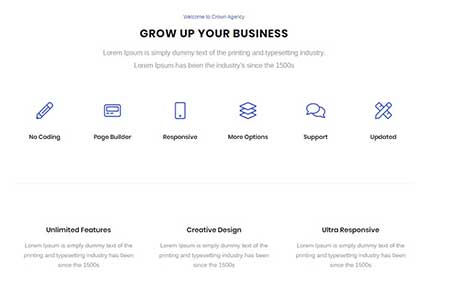 Welcome to Crown Agency
GROW UP YOUR BUSINESS
Lorem Ipsum is simply dummy text of the printing and typesetting industry.
Lorem Ipsum has been the industry's since the 1500s
No Coding
Page Builder
Responsive
More Options
Support
Updated
Unlimited Features
Creative Design
Ultra Responsive
Lorem Ipsum is simply dummy text of the
printing and typesetting industry has been
since the 1500s
Lorem Ipsum is simply dummy text of the
printing and typesetting industry has been
since the 1500s
Lorem Ipsum is simply dummy text of the
printing and typesetting industry has been
since the 1500s